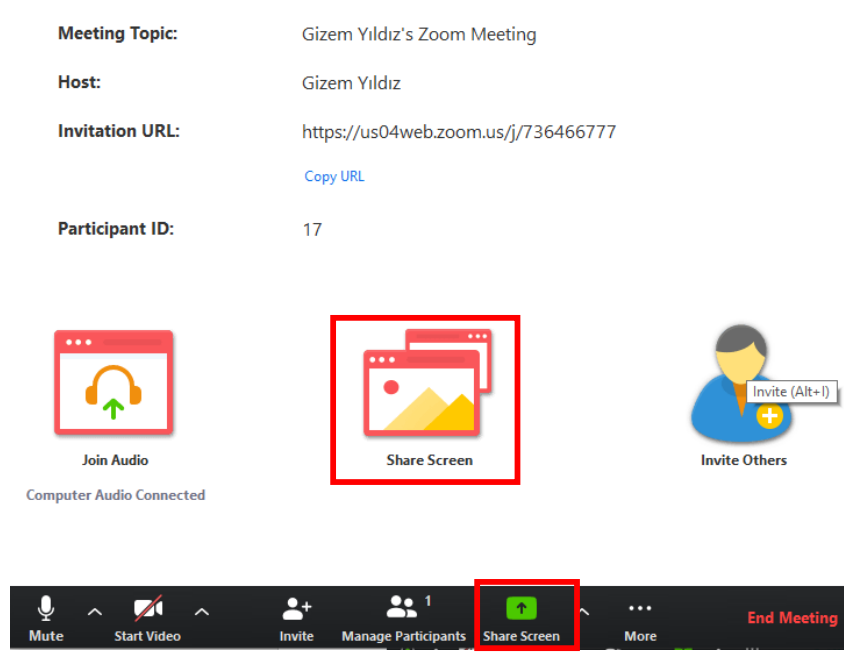 Meeting Topic: Gizem Yıldız's Zoom Meeting
Host: Gizem Yıldız
Invitation URL: https://us04web.zoom.us/j/736466777
Copy URL
Participant ID: 17
Invite (Alt+I)
Join Audio Share Screen Invite Others
Computer Audio Connected
1
Mute Start Video Invite Manage Participants Share Screen More End Meeting